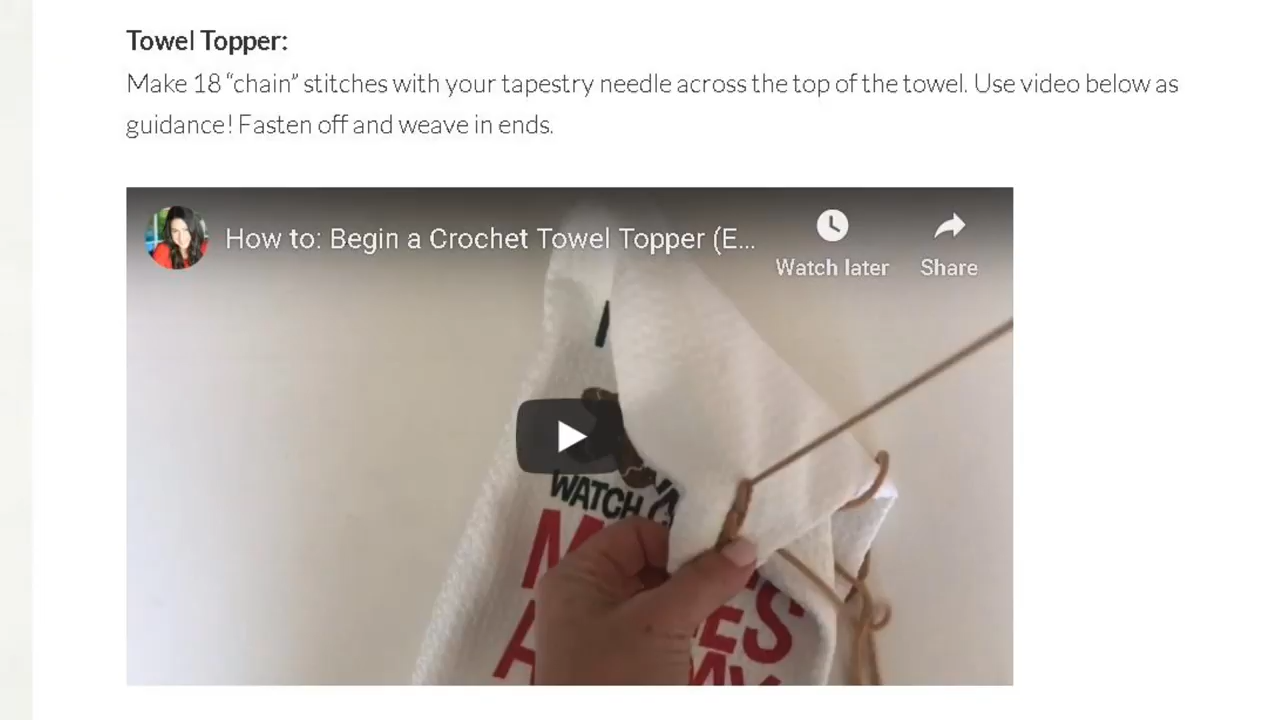 Towel Topper:
Make 18 “chain” stitches with your tapestry needle across the top of the towel. Use video below as
guidance! Fasten off and weave in ends.
How to: Begin a Crochet Towel Topper (E...
Watch later
Share
WATCH